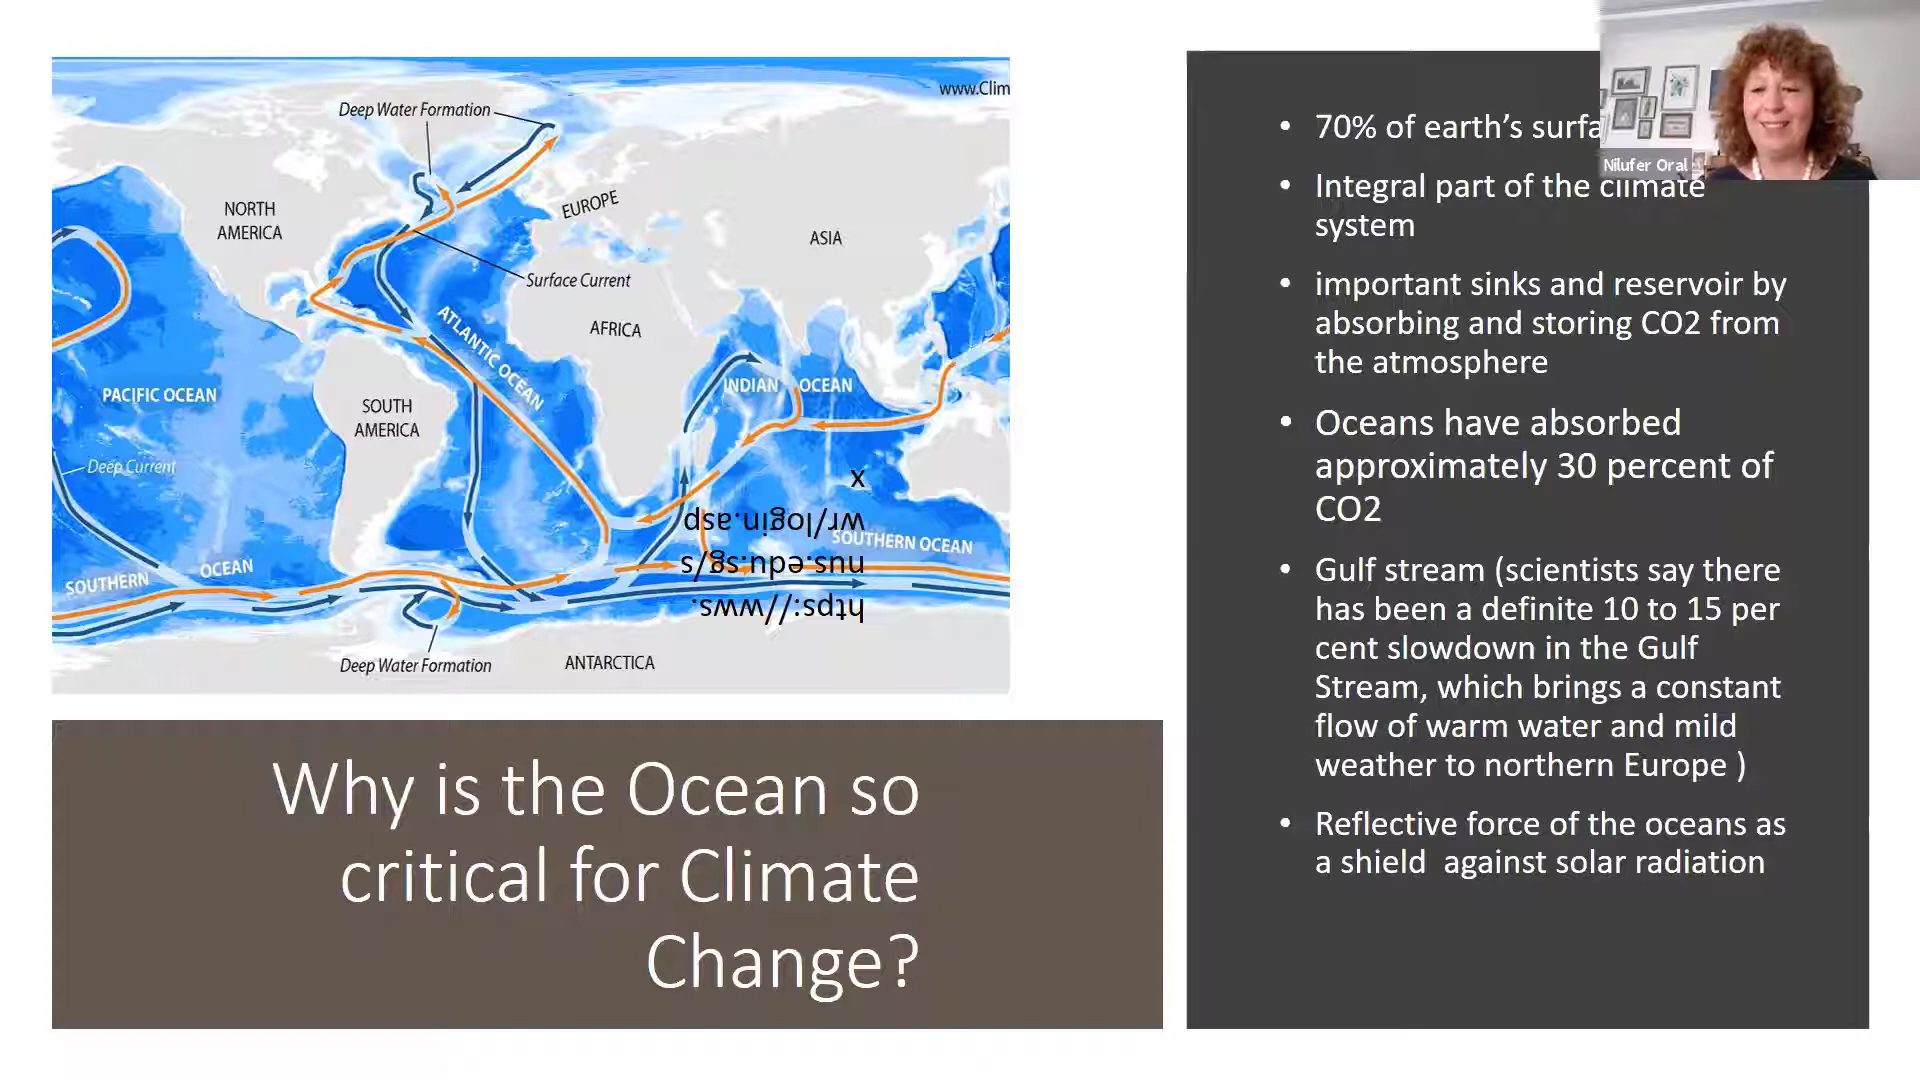 www.Clim
Deep Water Formation
NORTH
AMERICA
EUROPE
ASIA
Surface Current
AFRICA
ATLANTIC OCEAN
PACIFIC OCEAN
INDIAN OCEAN
SOUTH
AMERICA
Deep Current
SOUTHERN OCEAN
SOUTHERN OCEAN
Deep Water Formation
ANTARCTICA
https://wws.
nus.edu.sg/s
wr/login.asp
x
Why is the Ocean so
critical for Climate
Change?
• 70% of earth's surfa
• Integral part of the climate
system
• important sinks and reservoir by
absorbing and storing CO2 from
the atmosphere
• Oceans have absorbed
approximately 30 percent of
CO2
• Gulf stream (scientists say there
has been a definite 10 to 15 per
cent slowdown in the Gulf
Stream, which brings a constant
flow of warm water and mild
weather to northern Europe )
• Reflective force of the oceans as
a shield against solar radiation
Nilufer Oral